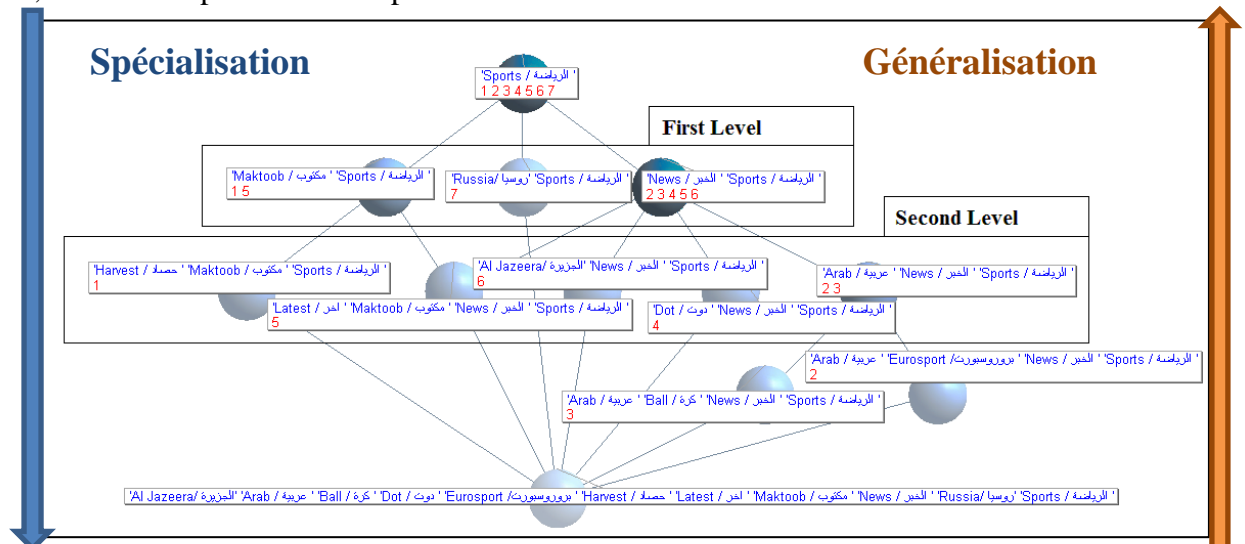 Spécialisation
Généralisation
'Sports / الرياضة '
1 2 3 4 5 6 7
First Level
'Maktoob / مكتوب ' 'Sports / الرياضة '
1 5
'Russia/ روسيا' 'Sports / الرياضة '
7
'News / الخبر ' 'Sports / الرياضة '
2 3 4 5 6
Second Level
'Harvest / حصاد ' 'Maktoob / مكتوب ' 'Sports / الرياضة '
1
'Al Jazeera/ الجزيرة' 'News / الخبر ' 'Sports / الرياضة '
6
'Arab / عربية ' 'News / الخبر ' 'Sports / الرياضة '
2 3
'Latest / اخر ' 'Maktoob / مكتوب ' 'News / الخبر ' 'Sports / الرياضة '
5
'Dot / دوت ' 'News / الخبر ' 'Sports / الرياضة '
4
'Arab / عربية ' 'Eurosport/ بروروسبورت' 'News / الخبر ' 'Sports / الرياضة '
2
'Arab / عربية ' 'Ball / كرة ' 'News / الخبر ' 'Sports / الرياضة '
3
'Al Jazeera/ الجزيرة' 'Arab / عربية ' 'Ball / كرة ' 'Dot / دوت ' 'Eurosport/ بروروسبورت' 'Harvest / حصاد ' 'Latest / اخر ' 'Maktoob / مكتوب ' 'News / الخبر ' 'Russia/ روسيا' 'Sports / الرياضة '